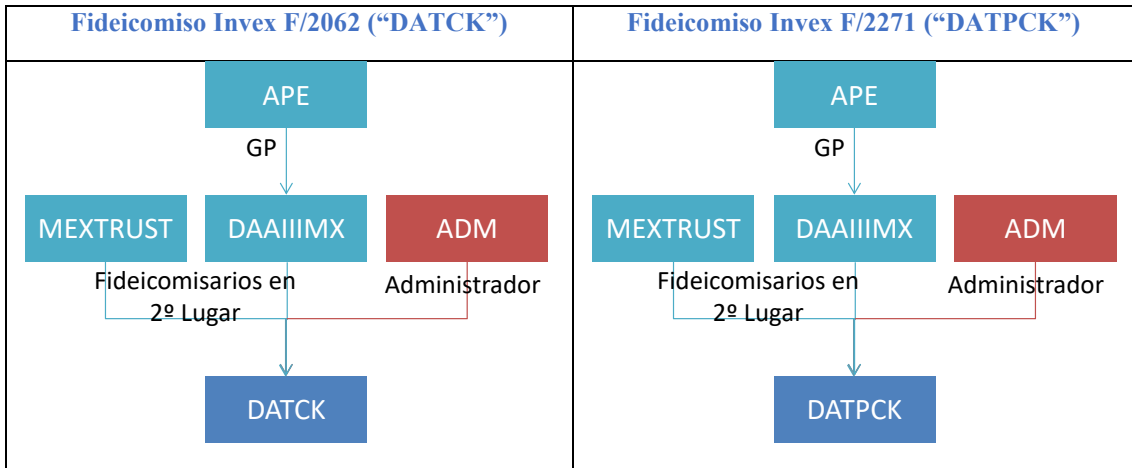 Fideicomiso Invex F/2062 (“DATCK”)
APE
GP
MEXTRUST
DAAIIIMX
ADM
Fideicomisarios en
2º Lugar
Administrador
DATCK
Fideicomiso Invex F/2271 (“DATPCK”)
APE
GP
MEXTRUST
DAAIIIMX
ADM
Fideicomisarios en
2º Lugar
Administrador
DATPCK